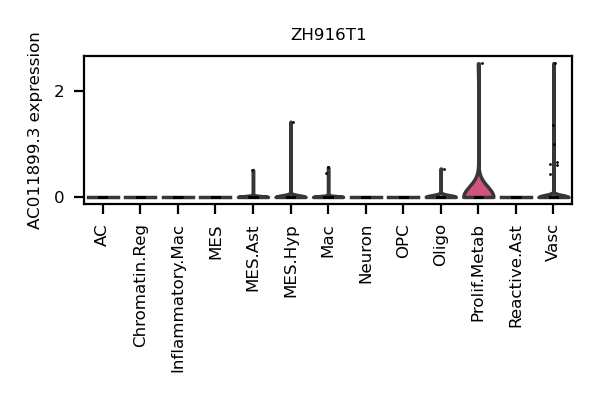 ZH916T1
AC011899.3 expression
2
0
AC
Chromatin.Reg
Inflammatory.Mac
MES
MES.Ast
MES.Hyp
Mac
Neuron
OPC
Oligo
Prolif.Metab
Reactive.Ast
Vasc